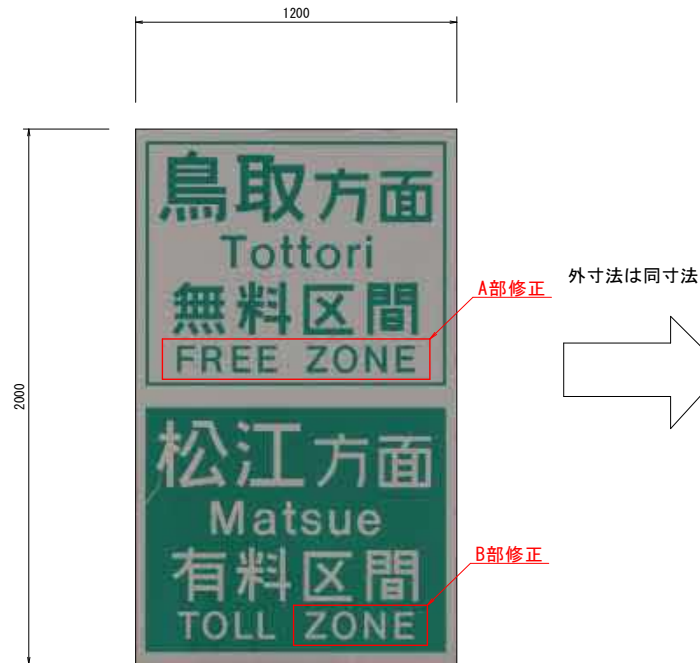 1200
2000
鳥取方面
Tottori
無料区間
FREE ZONE
A部修正
外寸法は同寸法
松江方面
Matsue
有料区間
TOLL ZONE
B部修正